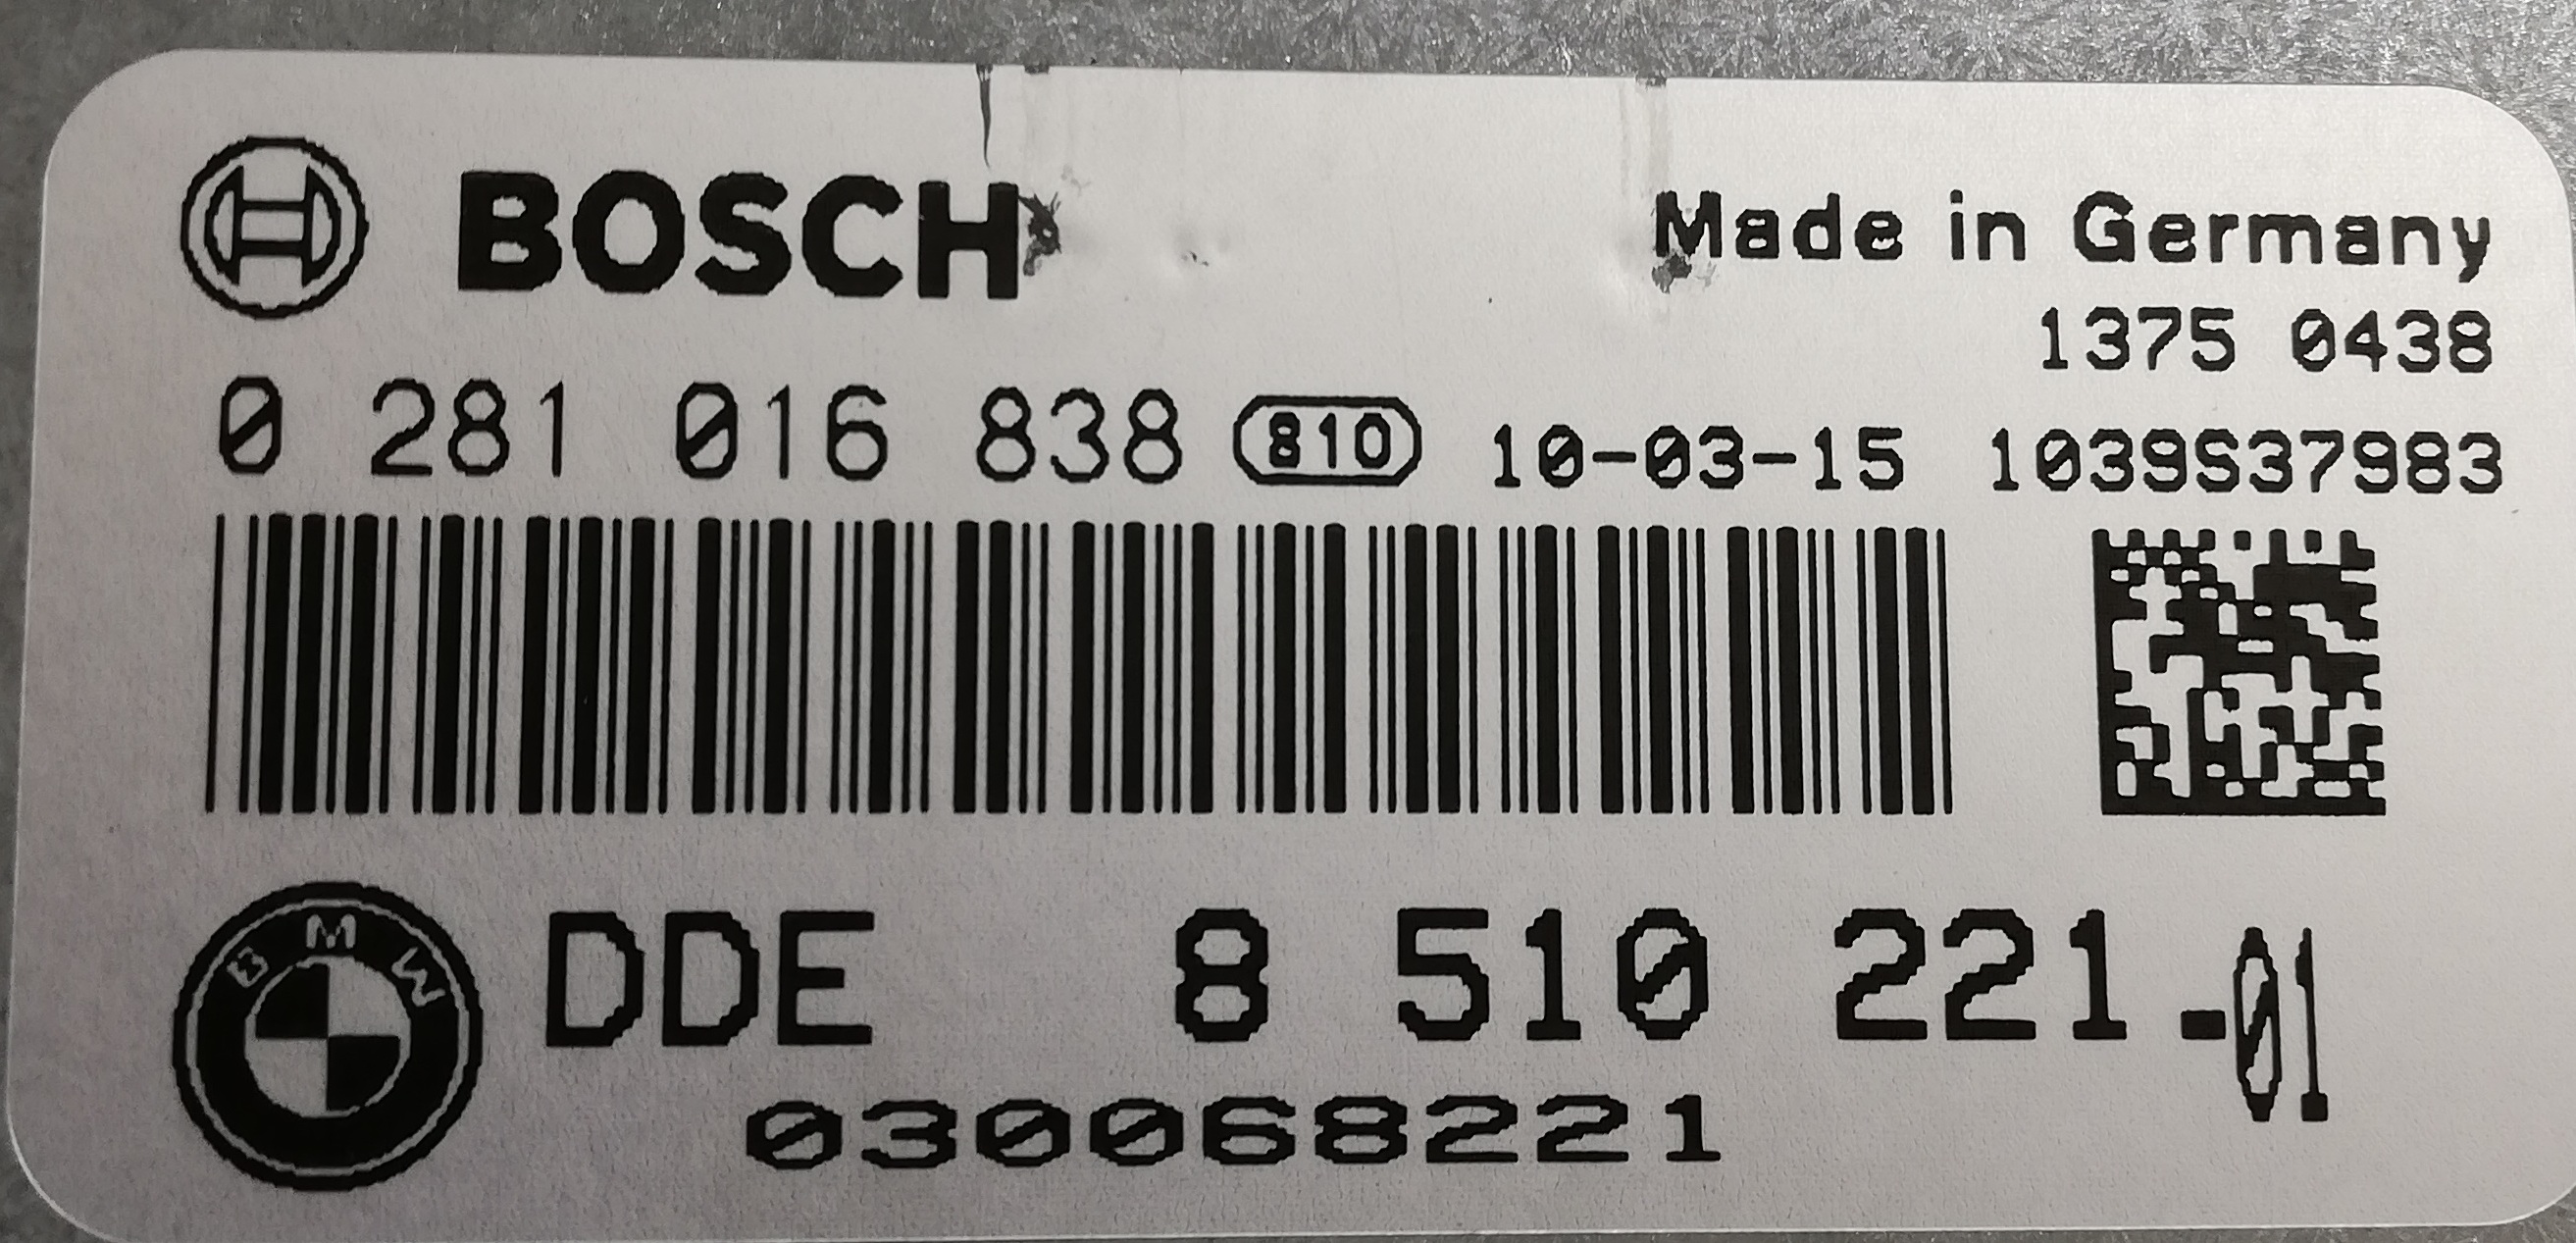 BOSCH
Made in Germany
1375 0438
0 281 016 838 810 10-03-15 1039S37983
BMW
DDE 8 510 221-01
030068221